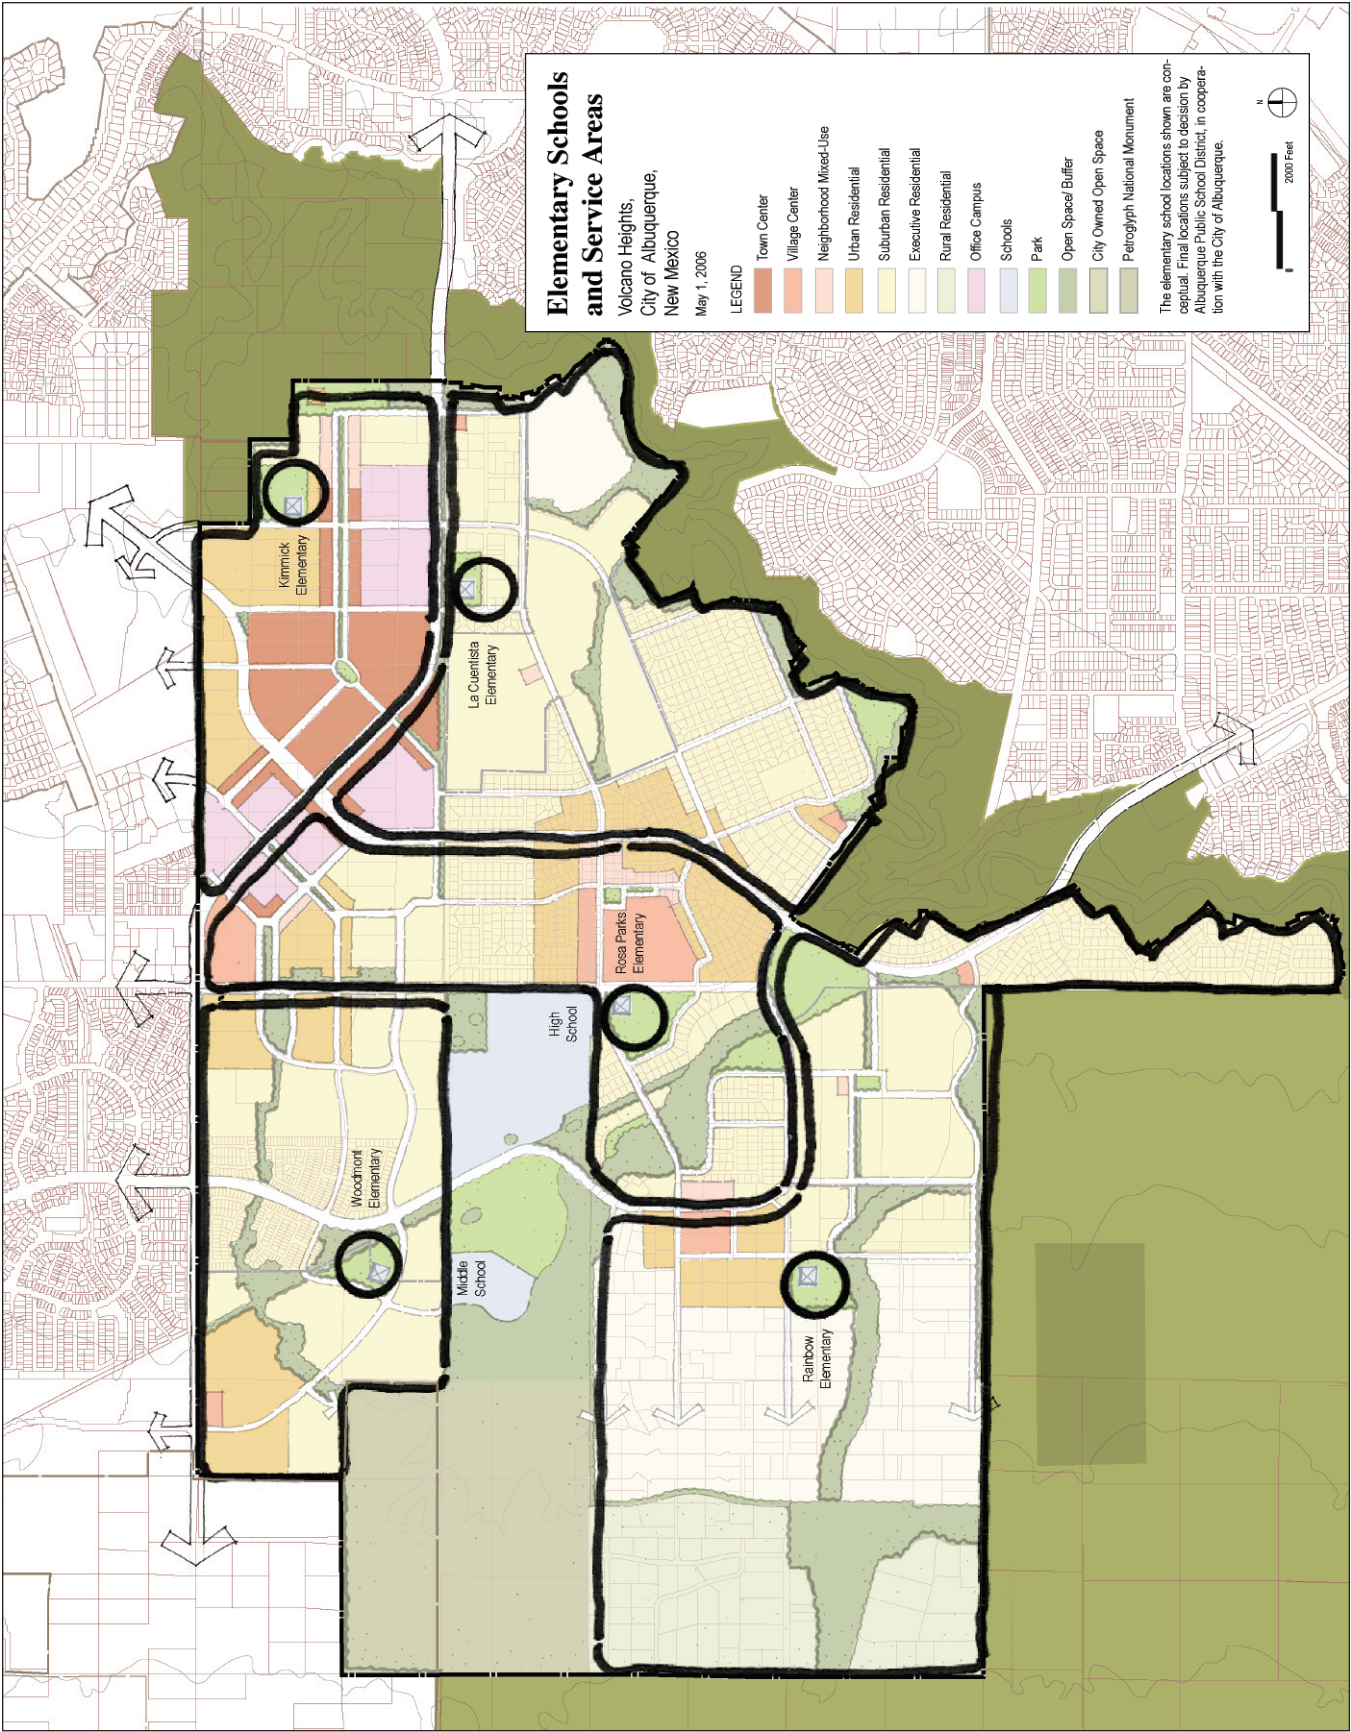 Elementary Schools
and Service Areas
Volcano Heights,
City of Albuquerque,
New Mexico
May 1, 2006
LEGEND
Town Center
Village Center
Neighborhood Mixed-Use
Urban Residential
Suburban Residential
Executive Residential
Rural Residential
Office Campus
Schools
Park
Open Space/ Buffer
City Owned Open Space
Petroglyph National Monument
The elementary school locations shown are con-
ceptual. Final locations subject to decision by
Albuquerque Public School District, in coopera-
tion with the City of Albuquerque.
N
0
2000 Feet
Kimmick
Elementary
La Cuentista
Elementary
Rosa Parks
Elementary
High
School
Woodmont
Elementary
Middle
School
Rainbow
Elementary